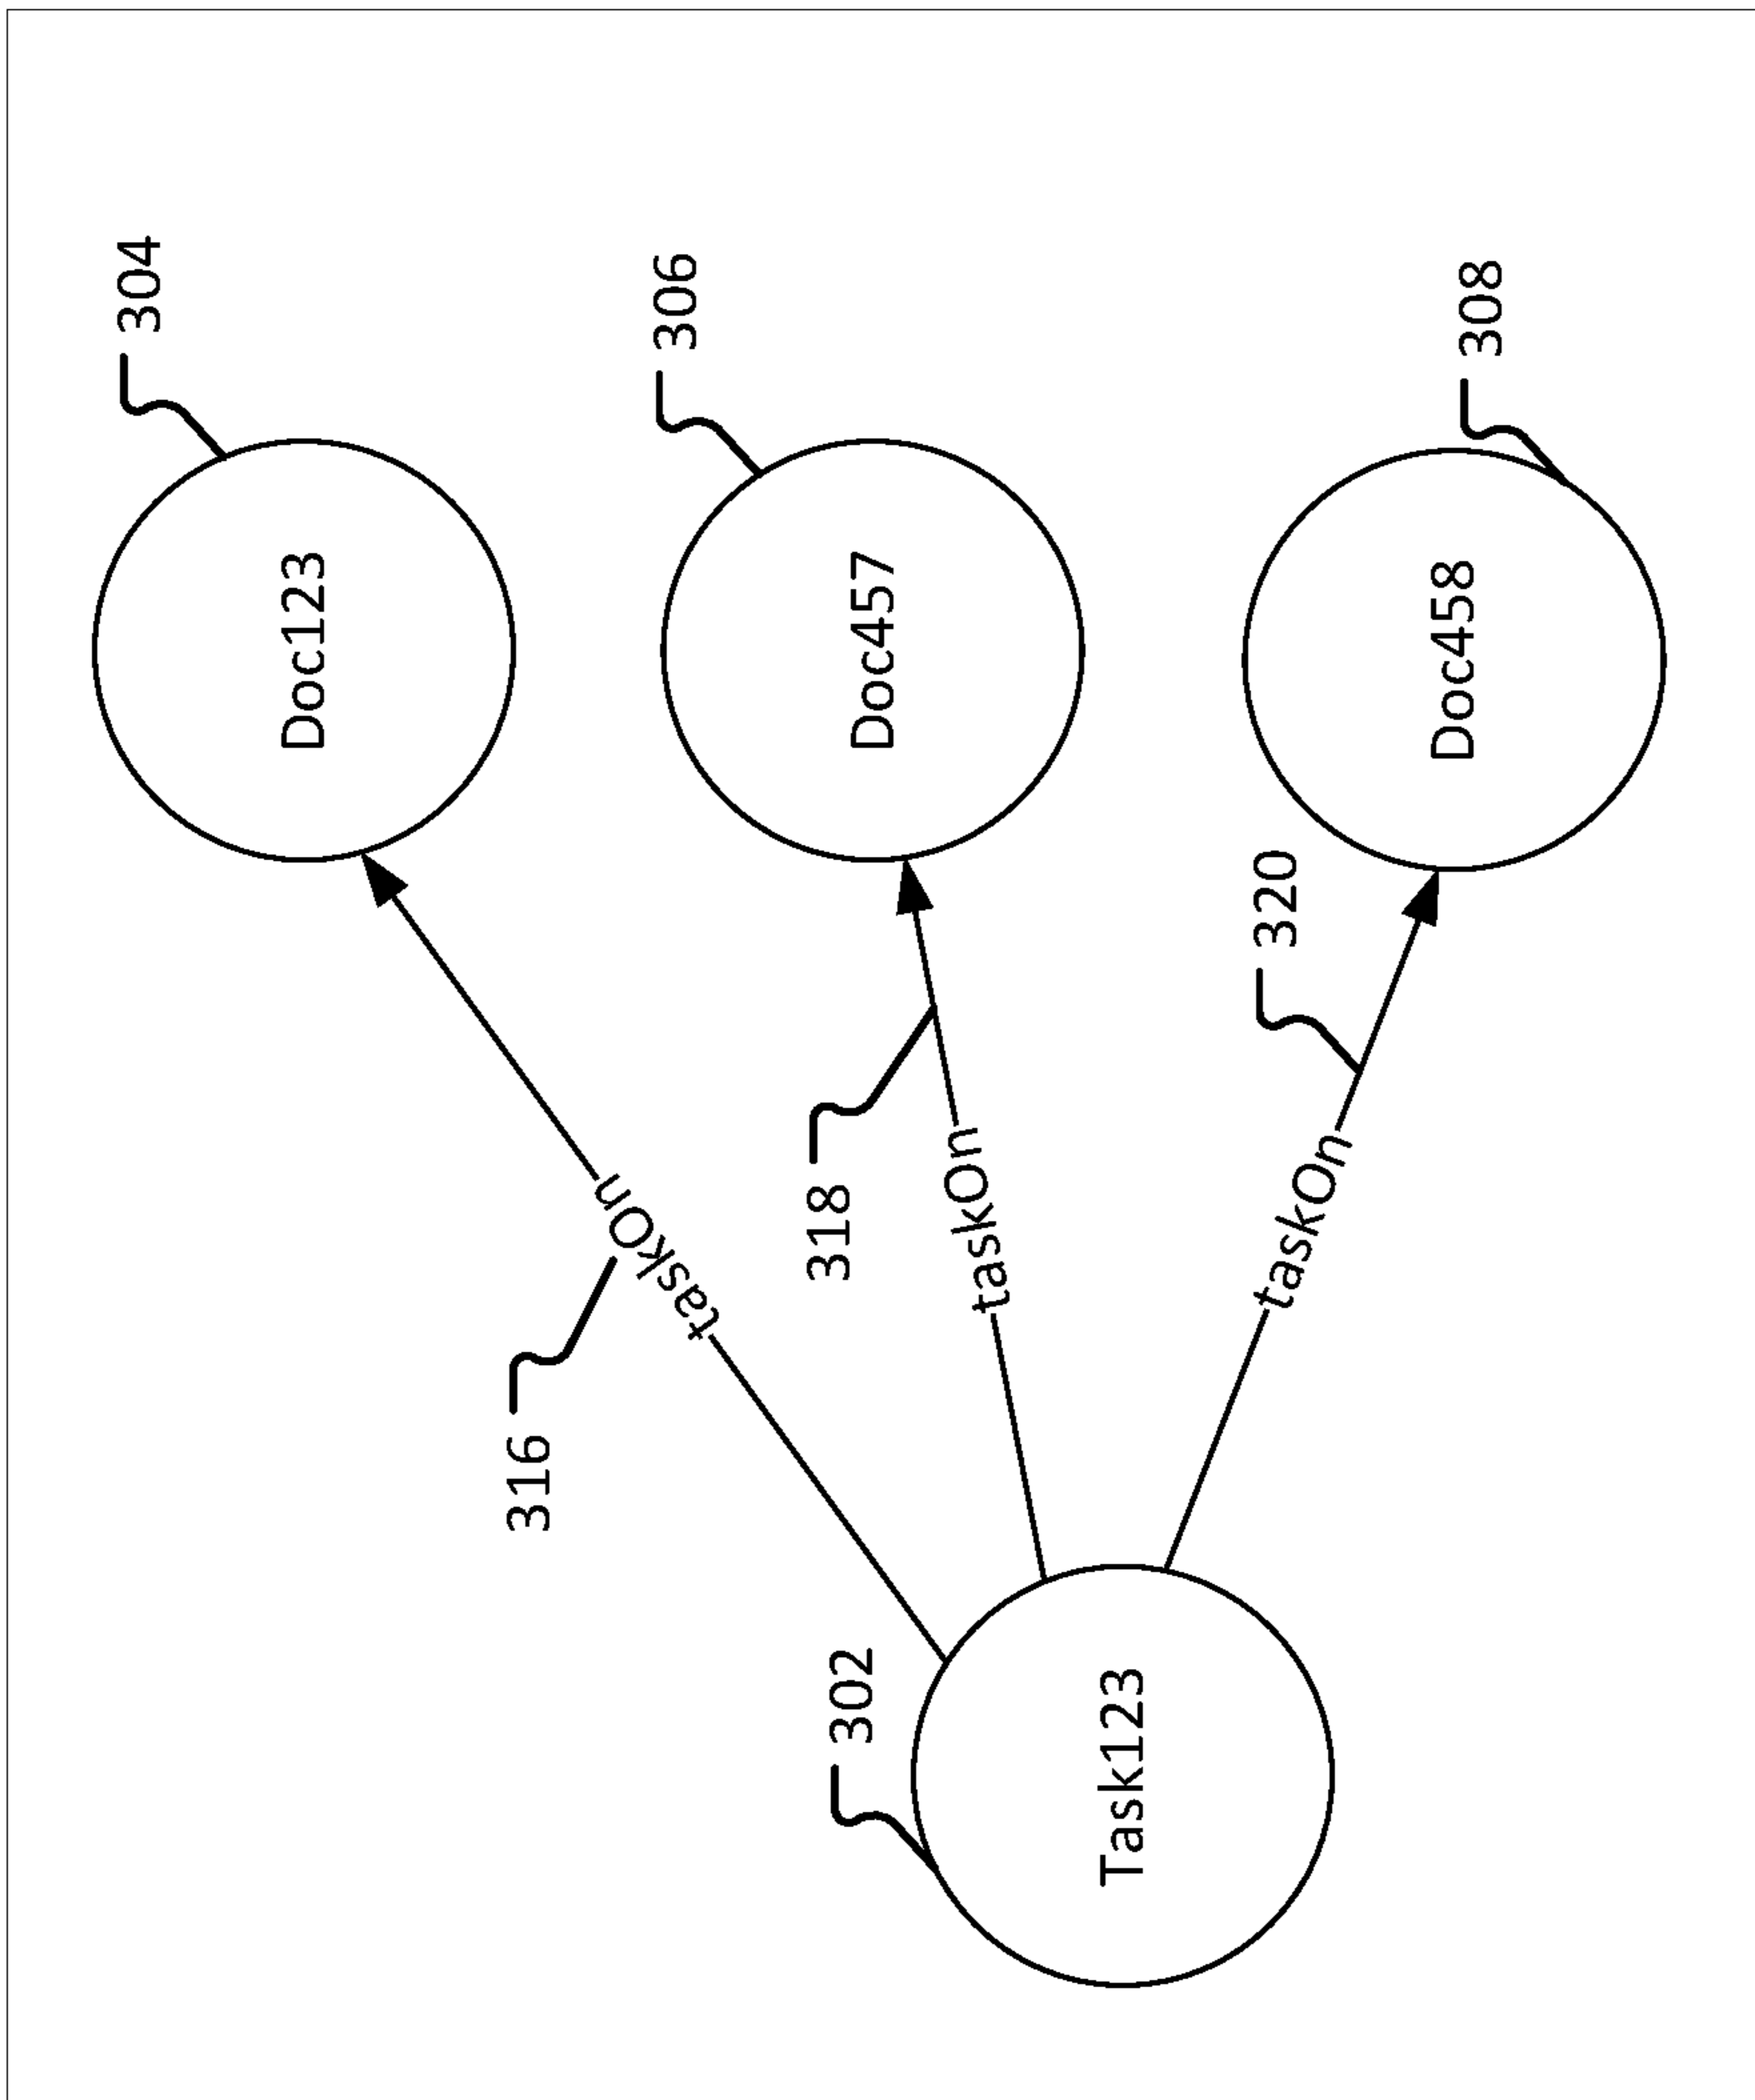 304
Doc123
316
taskOn
306
Doc457
318
taskOn
302
Task123
320
taskOn
308
Doc458